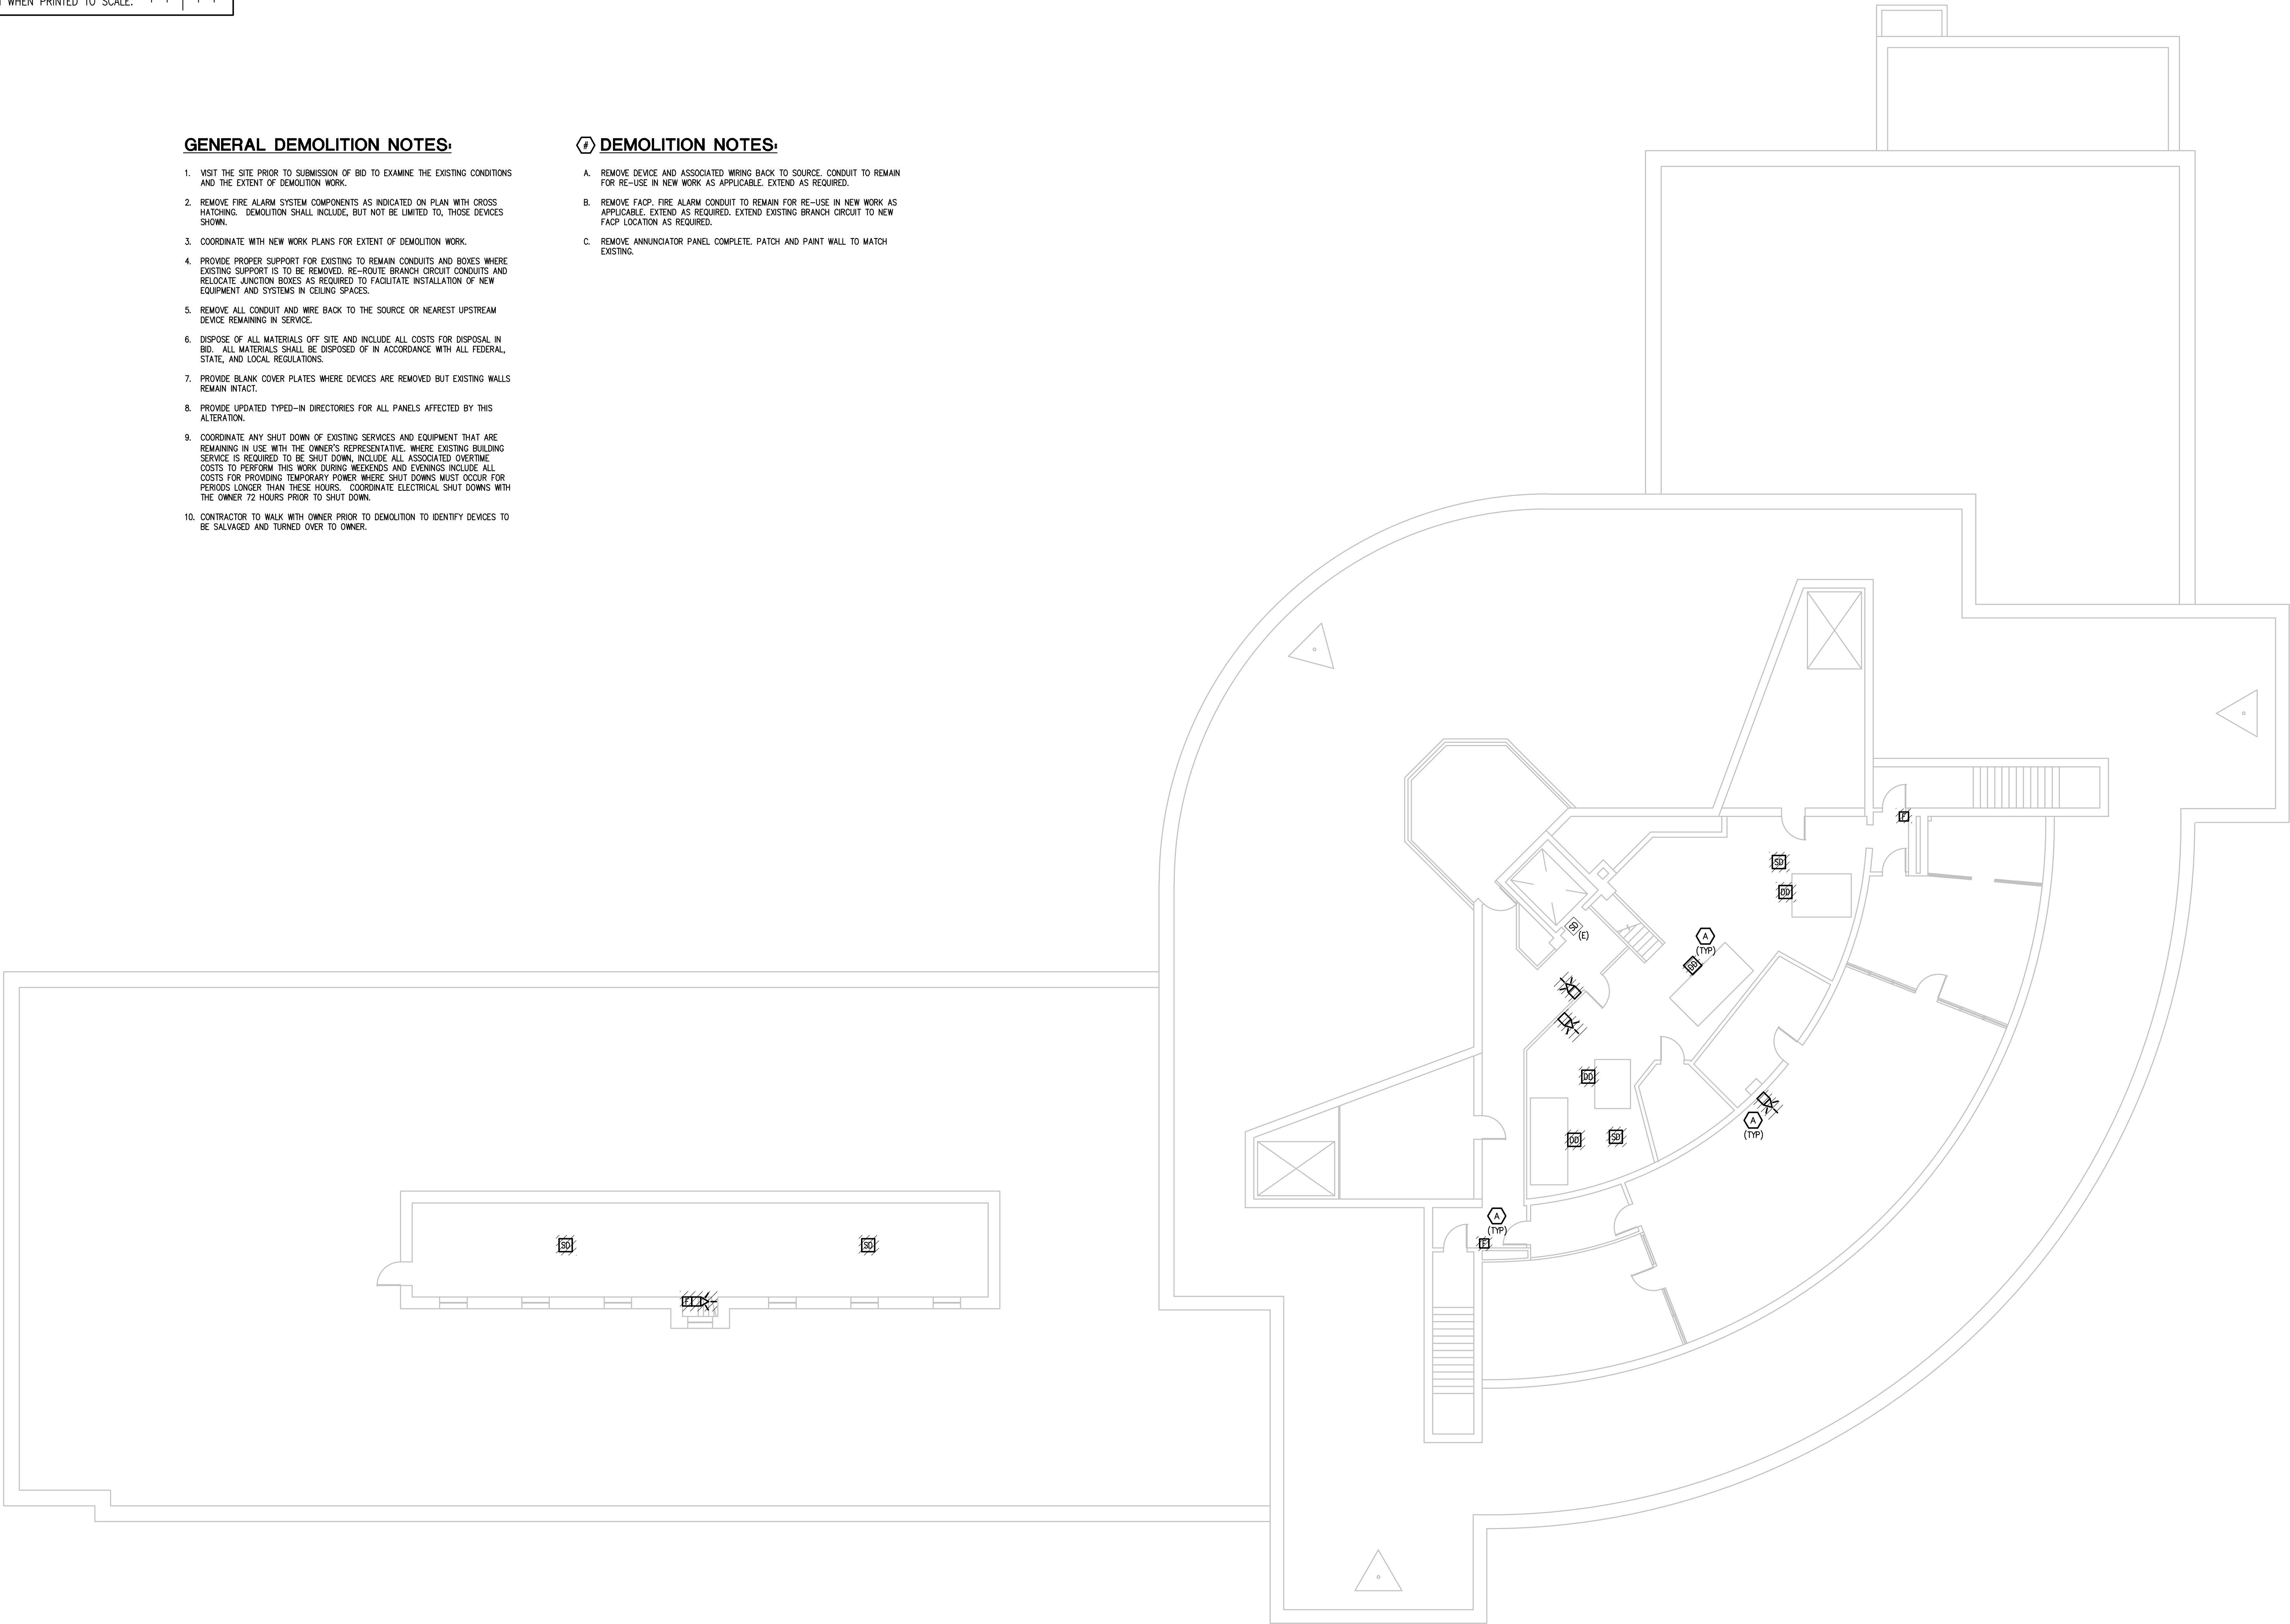 WHEN PRINTED TO SCALE.
GENERAL DEMOLITION NOTES:
1. VISIT THE SITE PRIOR TO SUBMISSION OF BID TO EXAMINE THE EXISTING CONDITIONS
AND THE EXTENT OF DEMOLITION WORK.
2. REMOVE FIRE ALARM SYSTEM COMPONENTS AS INDICATED ON PLAN WITH CROSS
HATCHING. DEMOLITION SHALL INCLUDE, BUT NOT BE LIMITED TO, THOSE DEVICES
SHOWN.
3. COORDINATE WITH NEW WORK PLANS FOR EXTENT OF DEMOLITION WORK.
4. PROVIDE PROPER SUPPORT FOR EXISTING TO REMAIN CONDUITS AND BOXES WHERE
EXISTING SUPPORT IS TO BE REMOVED. RE-ROUTE BRANCH CIRCUIT CONDUITS AND
RELOCATE JUNCTION BOXES AS REQUIRED TO FACILITATE INSTALLATION OF NEW
EQUIPMENT AND SYSTEMS IN CEILING SPACES.
5. REMOVE ALL CONDUIT AND WIRE BACK TO THE SOURCE OR NEAREST UPSTREAM
DEVICE REMAINING IN SERVICE.
6. DISPOSE OF ALL MATERIALS OFF SITE AND INCLUDE ALL COSTS FOR DISPOSAL IN
BID. ALL MATERIALS SHALL BE DISPOSED OF IN ACCORDANCE WITH ALL FEDERAL,
STATE, AND LOCAL REGULATIONS.
7. PROVIDE BLANK COVER PLATES WHERE DEVICES ARE REMOVED BUT EXISTING WALLS
REMAIN INTACT.
8. PROVIDE UPDATED TYPED-IN DIRECTORIES FOR ALL PANELS AFFECTED BY THIS
ALTERATION.
9. COORDINATE ANY SHUT DOWN OF EXISTING SERVICES AND EQUIPMENT THAT ARE
REMAINING IN USE WITH THE OWNER'S REPRESENTATIVE. WHERE EXISTING BUILDING
SERVICE IS REQUIRED TO BE SHUT DOWN, INCLUDE ALL ASSOCIATED OVERTIME
COSTS TO PERFORM THIS WORK DURING WEEKENDS AND EVENINGS INCLUDE ALL
COSTS FOR PROVIDING TEMPORARY POWER WHERE SHUT DOWNS MUST OCCUR FOR
PERIODS LONGER THAN THESE HOURS. COORDINATE ELECTRICAL SHUT DOWNS WITH
THE OWNER 72 HOURS PRIOR TO SHUT DOWN.
10. CONTRACTOR TO WALK WITH OWNER PRIOR TO DEMOLITION TO IDENTIFY DEVICES TO
BE SALVAGED AND TURNED OVER TO OWNER.
# DEMOLITION NOTES:
A. REMOVE DEVICE AND ASSOCIATED WIRING BACK TO SOURCE. CONDUIT TO REMAIN
FOR RE-USE IN NEW WORK AS APPLICABLE. EXTEND AS REQUIRED.
B. REMOVE FACP. FIRE ALARM CONDUIT TO REMAIN FOR RE-USE IN NEW WORK AS
APPLICABLE. EXTEND AS REQUIRED. EXTEND EXISTING BRANCH CIRCUIT TO NEW
FACP LOCATION AS REQUIRED.
C. REMOVE ANNUNCIATOR PANEL COMPLETE. PATCH AND PAINT WALL TO MATCH
EXISTING.
F
SD
DD
SD
(E)
A
(TYP)
DD
DD
DD
SD
A
(TYP)
A
(TYP)
F
SD
SD
F